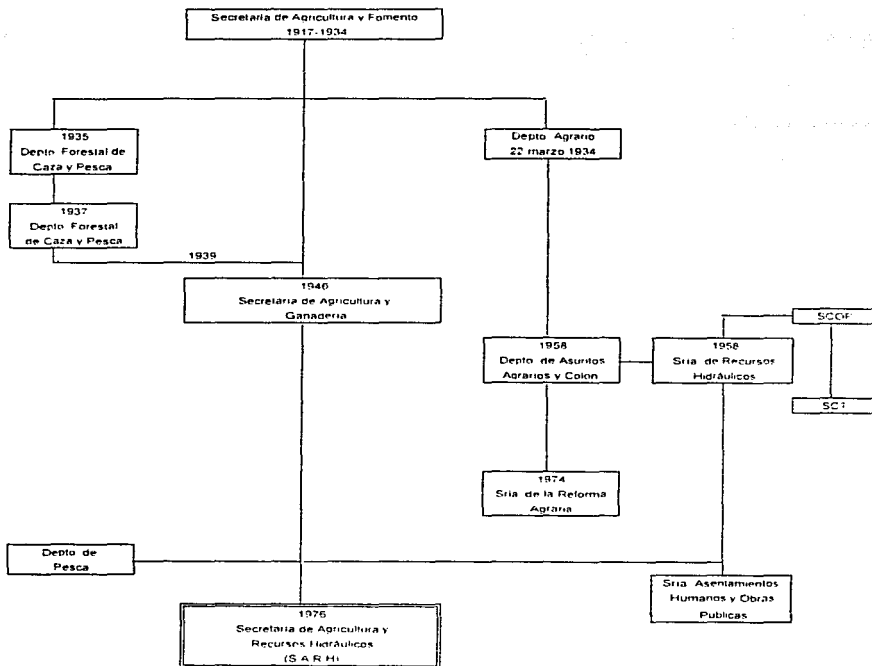 Secretaria de Agricultura y Fomento
1917-1934
1935
Depto Forestal de
Caza y Pesca
Depto Agrario
22 marzo 1934
1937
Depto Forestal
de Caza y Pesca
1939
1946
Secretaria de Agricultura y
Ganaderia
SCOP
1958
Depto de Asuntos
Agrarios y Colon
1958
Sria de Recursos
Hidráulicos
SCT
1974
Sria de la Reforma
Agraria
Depto de
Pesca
Sria Asentamientos
Humanos y Obras
Publicas
1976
Secretaria de Agricultura y
Recursos Hidráulicos
(S A R H)